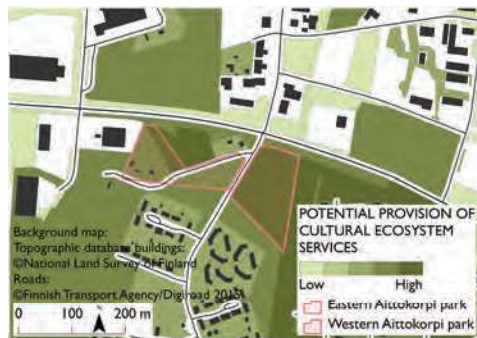 Background map:
Topographic database buildings:
©National Land Survey of Finland
Roads:
©Finnish Transport Agency/Digiroad 2015
0 100 200 m
N
POTENTIAL PROVISION OF
CULTURAL ECOSYSTEM
SERVICES
Low High
Eastern Aittokorpi park
Western Aittokorpi park